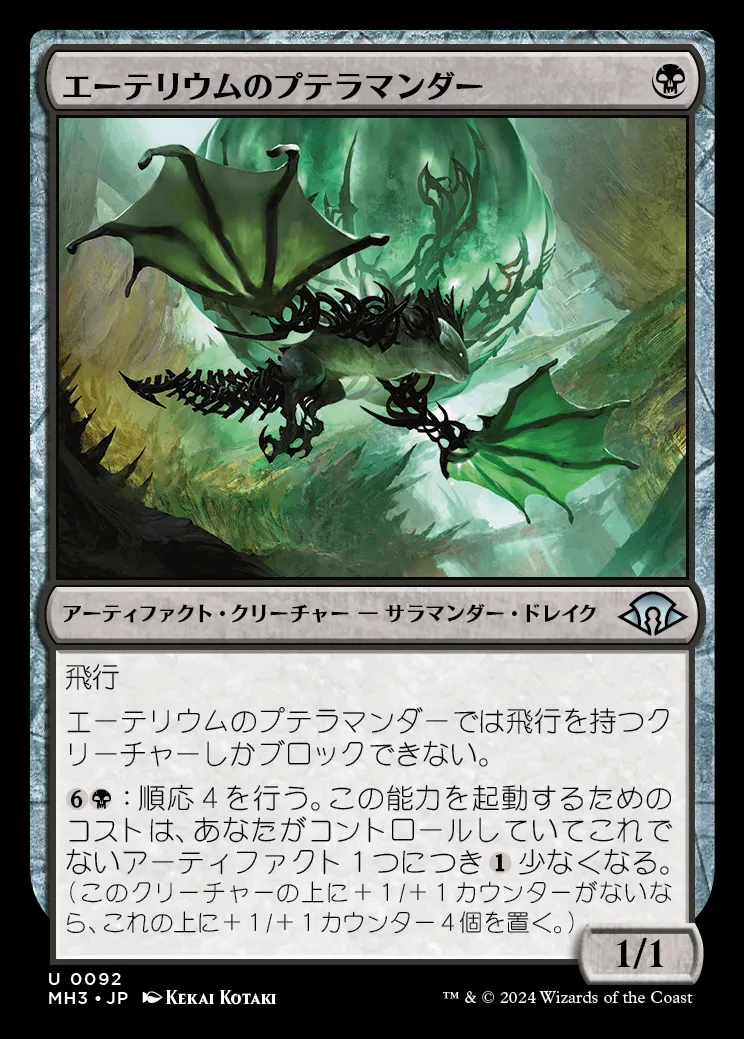 エーテリウムのプテラマンダー
アーティファクト・クリーチャー — サラマンダー・ドレイク
飛行
エーテリウムのプテラマンダーでは飛行を持つク
リーチャーしかブロックできない。
6:順応4を行う。この能力を起動するための
コストは、あなたがコントロールしていてこれで
ないアーティファクト1つにつき 1 少なくなる。
(このクリーチャーの上に+1/+1カウンターがないな
ら、これの上に+1/+1カウンター4個を置く。)
1/1
U 0092
MH3 • JP KEKAI KOTAKI
™ & © 2024 Wizards of the Coast